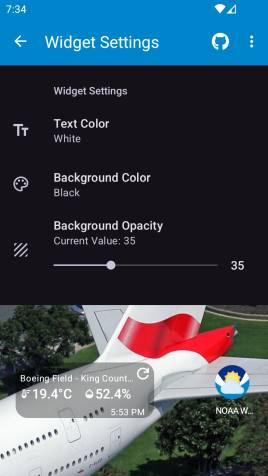 7:34
Widget Settings
Widget Settings
Text Color
White
Background Color
Black
Background Opacity
Current Value: 35
35
Boeing Field - King Count...
19.4°C 52.4%
5:53 PM
NOAA W...